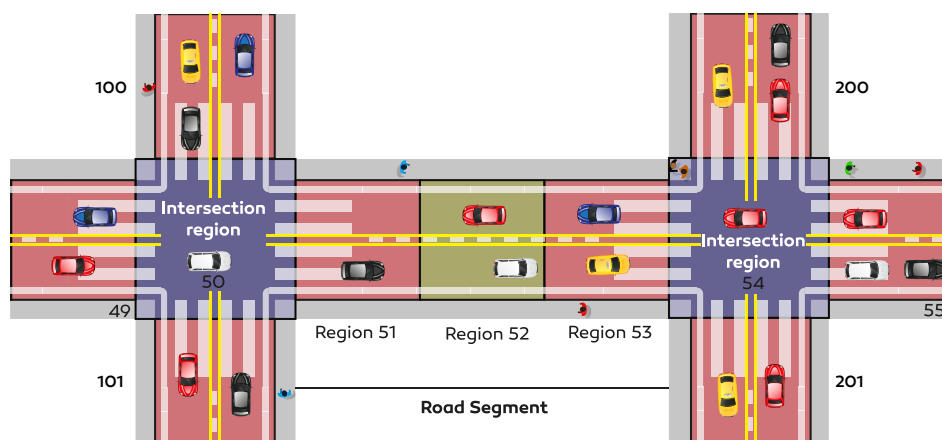 100
200
Intersection
region
Intersection
region
50
54
49
55
Region 51
Region 52
Region 53
101
201
Road Segment